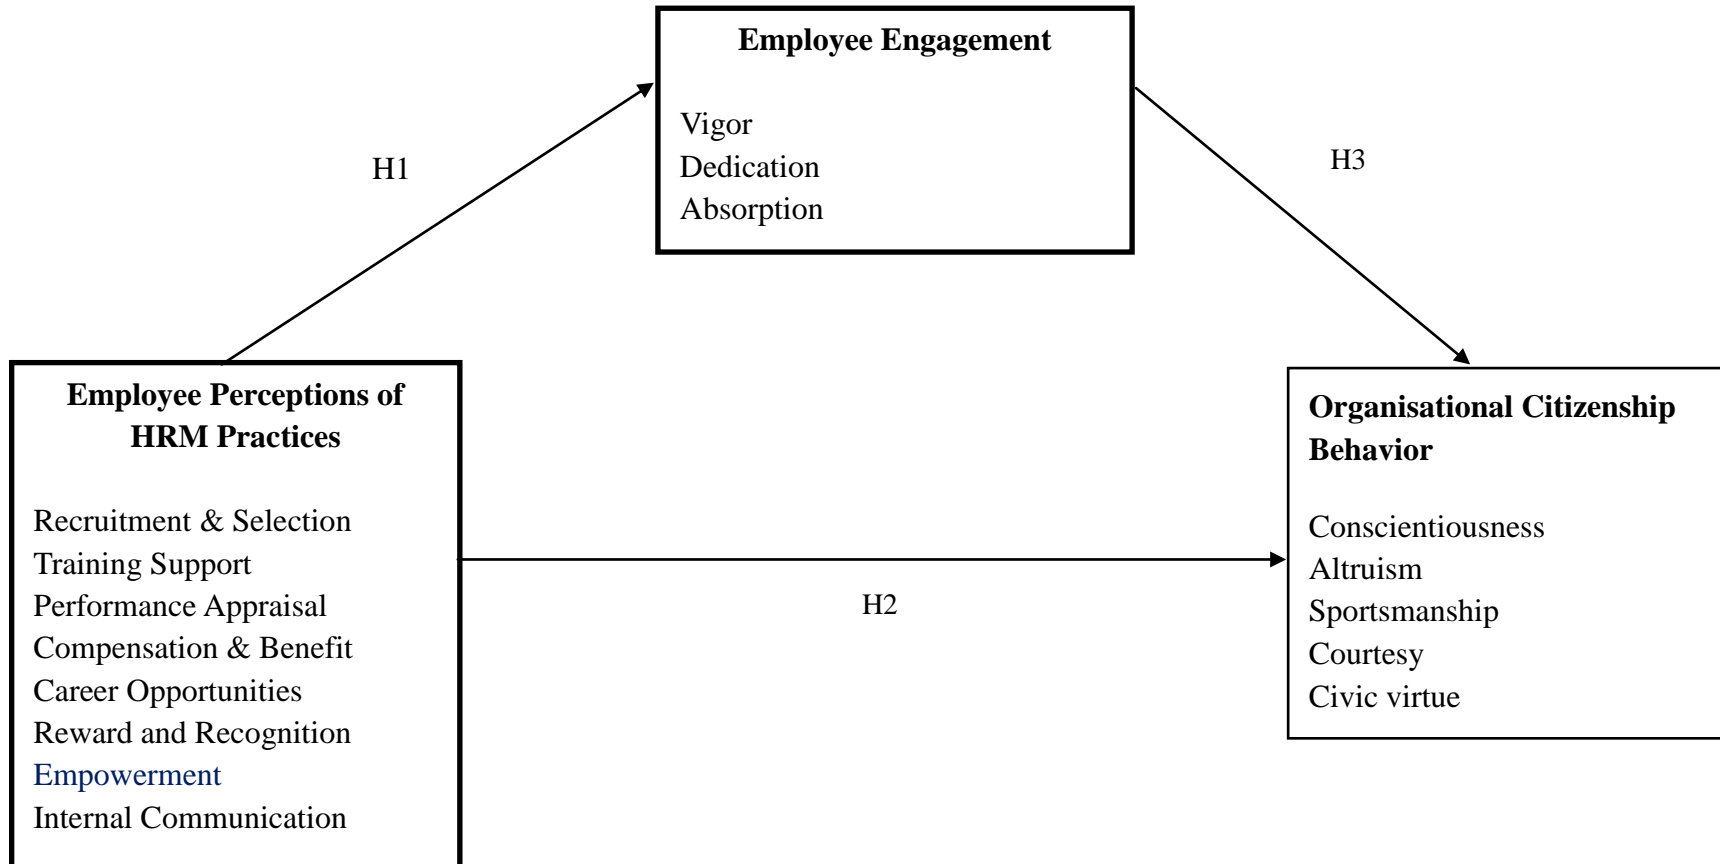 Employee Engagement
Vigor
Dedication
Absorption
H1
H3
Employee Perceptions of
HRM Practices
Recruitment & Selection
Training Support
Performance Appraisal
Compensation & Benefit
Career Opportunities
Reward and Recognition
Empowerment
Internal Communication
H2
Organisational Citizenship
Behavior
Conscientiousness
Altruism
Sportsmanship
Courtesy
Civic virtue